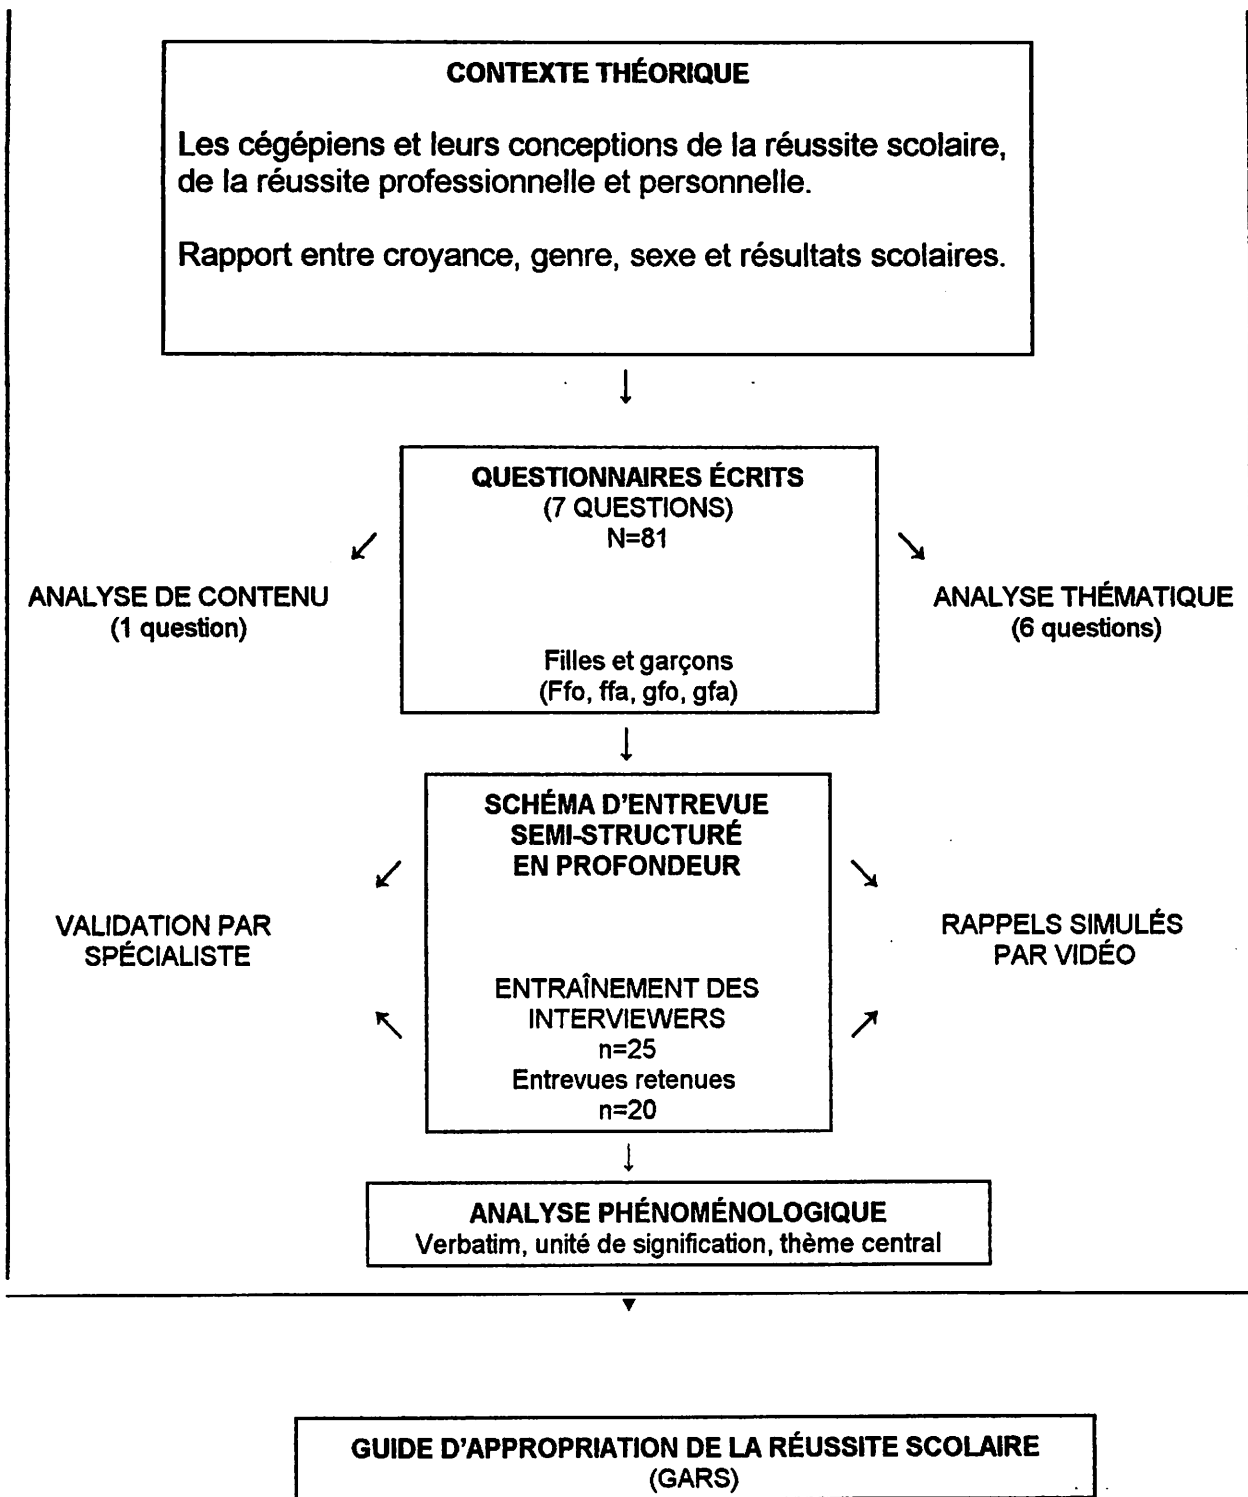 CONTEXTE THÉORIQUE
Les cégépiens et leurs conceptions de la réussite scolaire,
de la réussite professionnelle et personnelle.
Rapport entre croyance, genre, sexe et résultats scolaires.
QUESTIONNAIRES ÉCRITS
(7 QUESTIONS)
N=81
ANALYSE DE CONTENU
(1 question)
ANALYSE THÉMATIQUE
(6 questions)
Filles et garçons
(Ffo, ffa, gfo, gfa)
SCHÉMA D'ENTREVUE
SEMI-STRUCTURÉ
EN PROFONDEUR
VALIDATION PAR
SPÉCIALISTE
RAPPELS SIMULÉS
PAR VIDÉO
ENTRAÎNEMENT DES
INTERVIEWERS
n=25
Entrevues retenues
n=20
ANALYSE PHÉNOMÉNOLOGIQUE
Verbatim, unité de signification, thème central
GUIDE D'APPROPRIATION DE LA RÉUSSITE SCOLAIRE
(GARS)